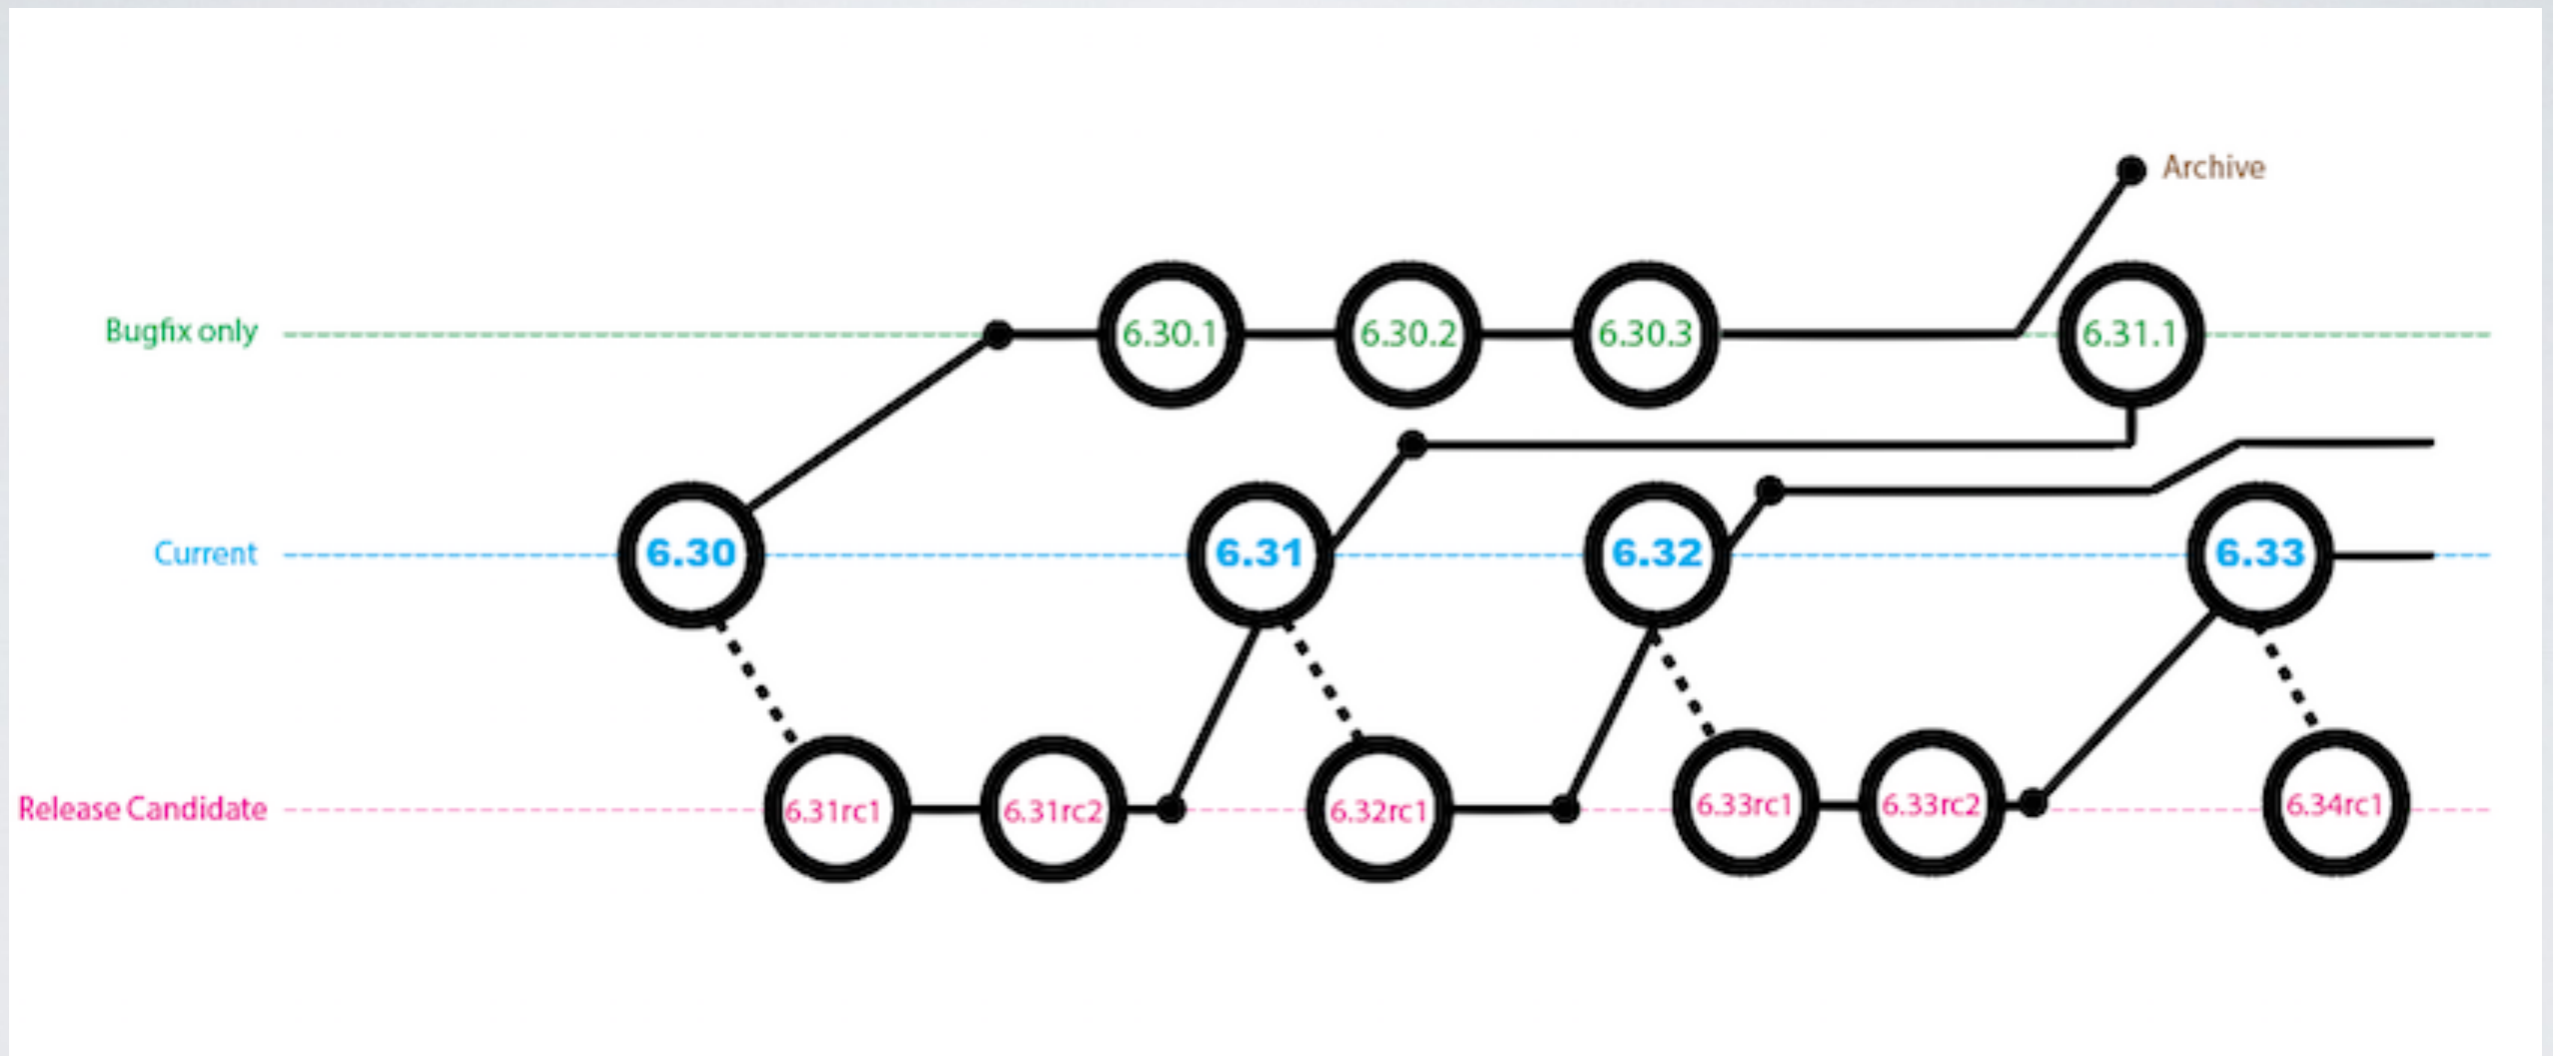 Archive
Bugfix only 6.30.1 6.30.2 6.30.3 6.31.1
Current 6.30 6.31 6.32 6.33
Release Candidate 6.31rc1 6.31rc2 6.32rc1 6.33rc1 6.33rc2 6.34rc1